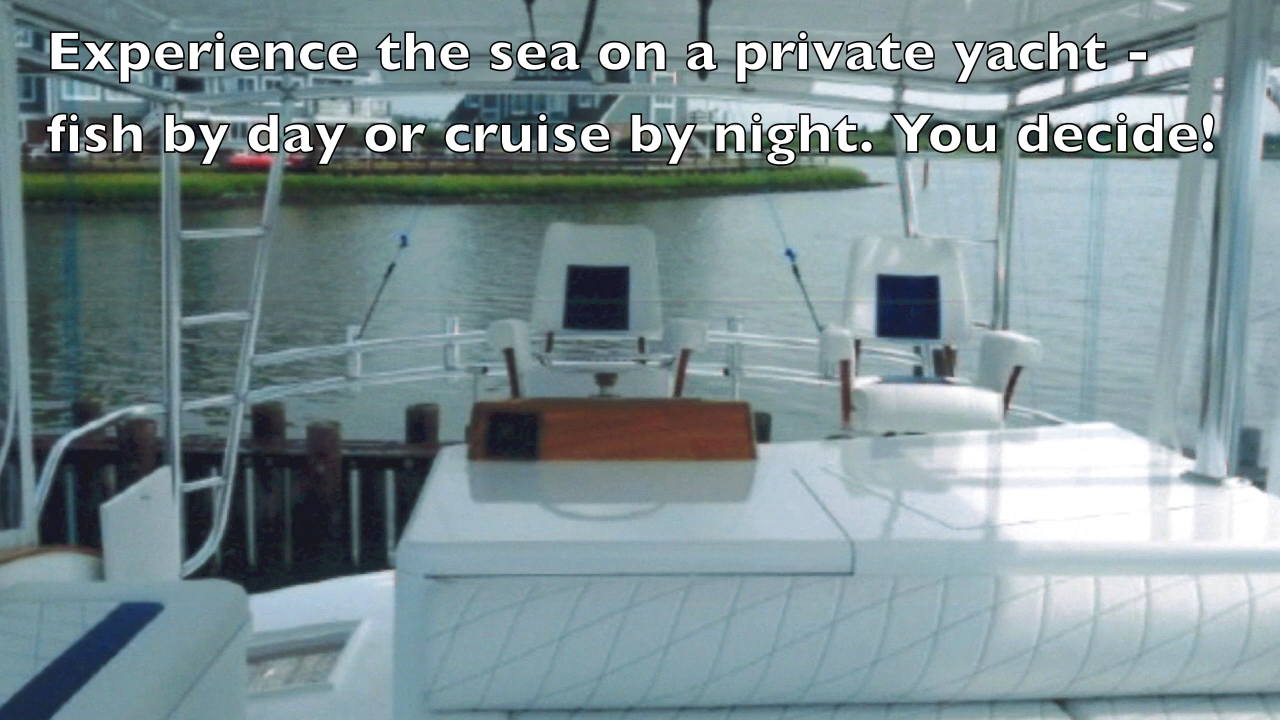 Experience the sea on a private yacht -
fish by day or cruise by night. You decide!